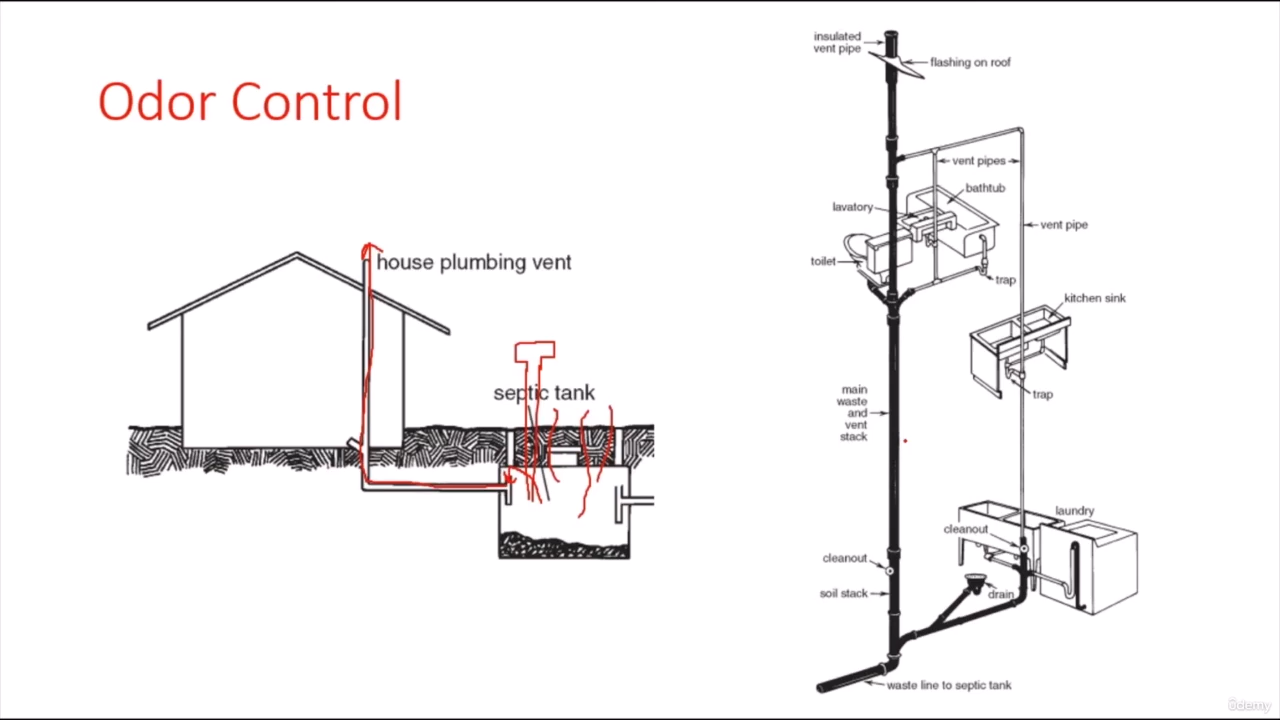 Odor Control
house plumbing vent
septic tank
insulated
vent pipe
flashing on roof
vent pipes
bathtub
lavatory
vent pipe
toilet
trap
kitchen sink
trap
main
waste
and
vent
stack
laundry
cleanout
cleanout
soil stack
drain
waste line to septic tank
ûdemy